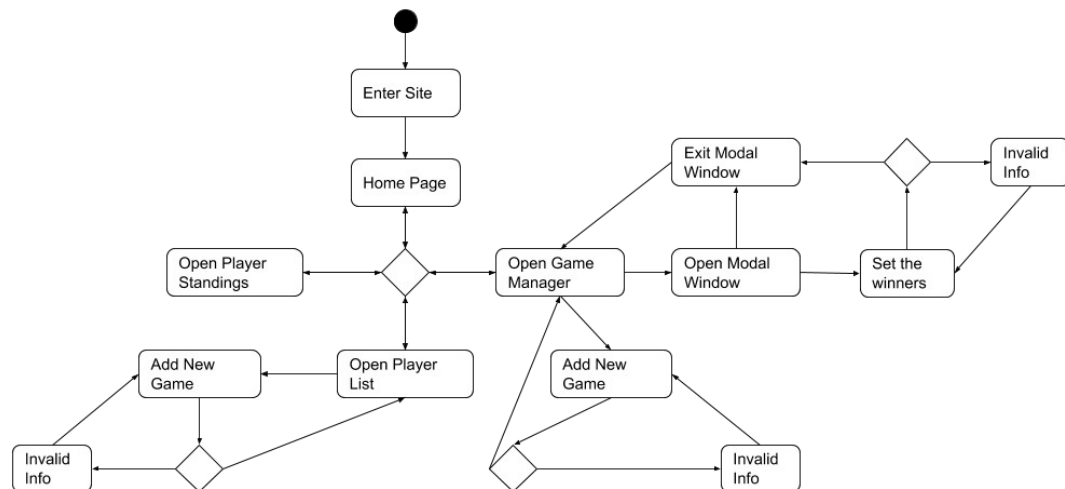 Enter Site
Home Page
Exit Modal
Window
Invalid
Info
Open Player
Standings
Open Game
Manager
Open Modal
Window
Set the
winners
Add New
Game
Open Player
List
Add New
Game
Invalid
Info
Invalid
Info